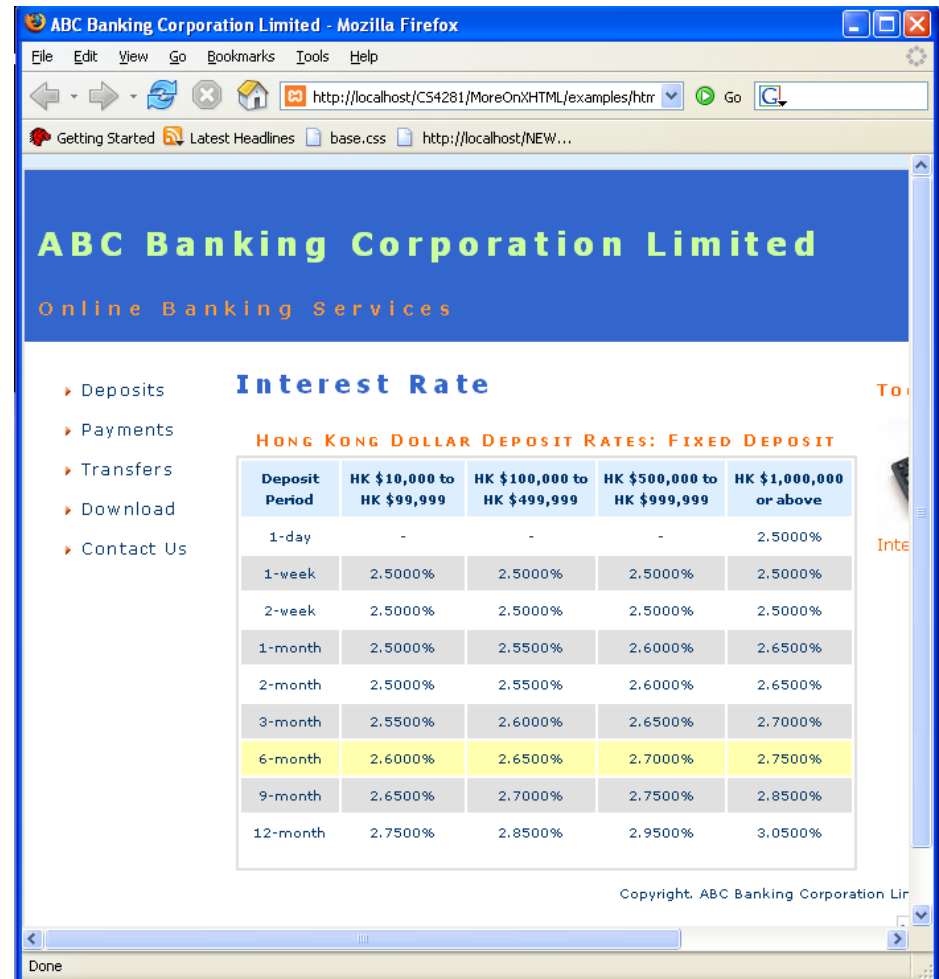 ABC Banking Corporation Limited - Mozilla Firefox
File Edit View Go Bookmarks Tools Help
http://localhost/CS4281/MoreOnXHTML/examples/htm Go G
Getting Started Latest Headlines base.css http://localhost/NEW...
ABC Banking Corporation Limited
Online Banking Services
Deposits
Payments
Transfers
Download
Contact Us
Interest Rate
HONG KONG DOLLAR DEPOSIT RATES: FIXED DEPOSIT
Deposit Period HK $10,000 to HK $99,999 HK $100,000 to HK $499,999 HK $500,000 to HK $999,999 HK $1,000,000 or above
1-day - - - 2.5000%
1-week 2.5000% 2.5000% 2.5000% 2.5000%
2-week 2.5000% 2.5000% 2.5000% 2.5000%
1-month 2.5000% 2.5500% 2.6000% 2.6500%
2-month 2.5000% 2.5500% 2.6000% 2.6500%
3-month 2.5500% 2.6000% 2.6500% 2.7000%
6-month 2.6000% 2.6500% 2.7000% 2.7500%
9-month 2.6500% 2.7000% 2.7500% 2.8500%
12-month 2.7500% 2.8500% 2.9500% 3.0500%
To
Inte
Copyright. ABC Banking Corporation Lir
Done